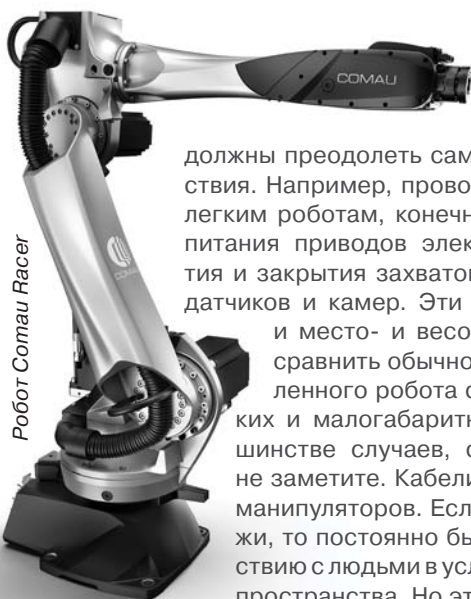 COMAU
должны преодолеть сам
ствия. Например, прово
легким роботам, конечн
питания приводов элек
тия и закрытия захвато
датчиков и камер. Эти
и место- и весо
сравнить обычно
ленного робота с
ких и малогабаритн
шинстве случаев, с
не заметите. Кабели
манипуляторов. Есл
жи, то постоянно бы
ствию с людьми в усл
пространства. Но эт
Робот Comau Racer
COMAU